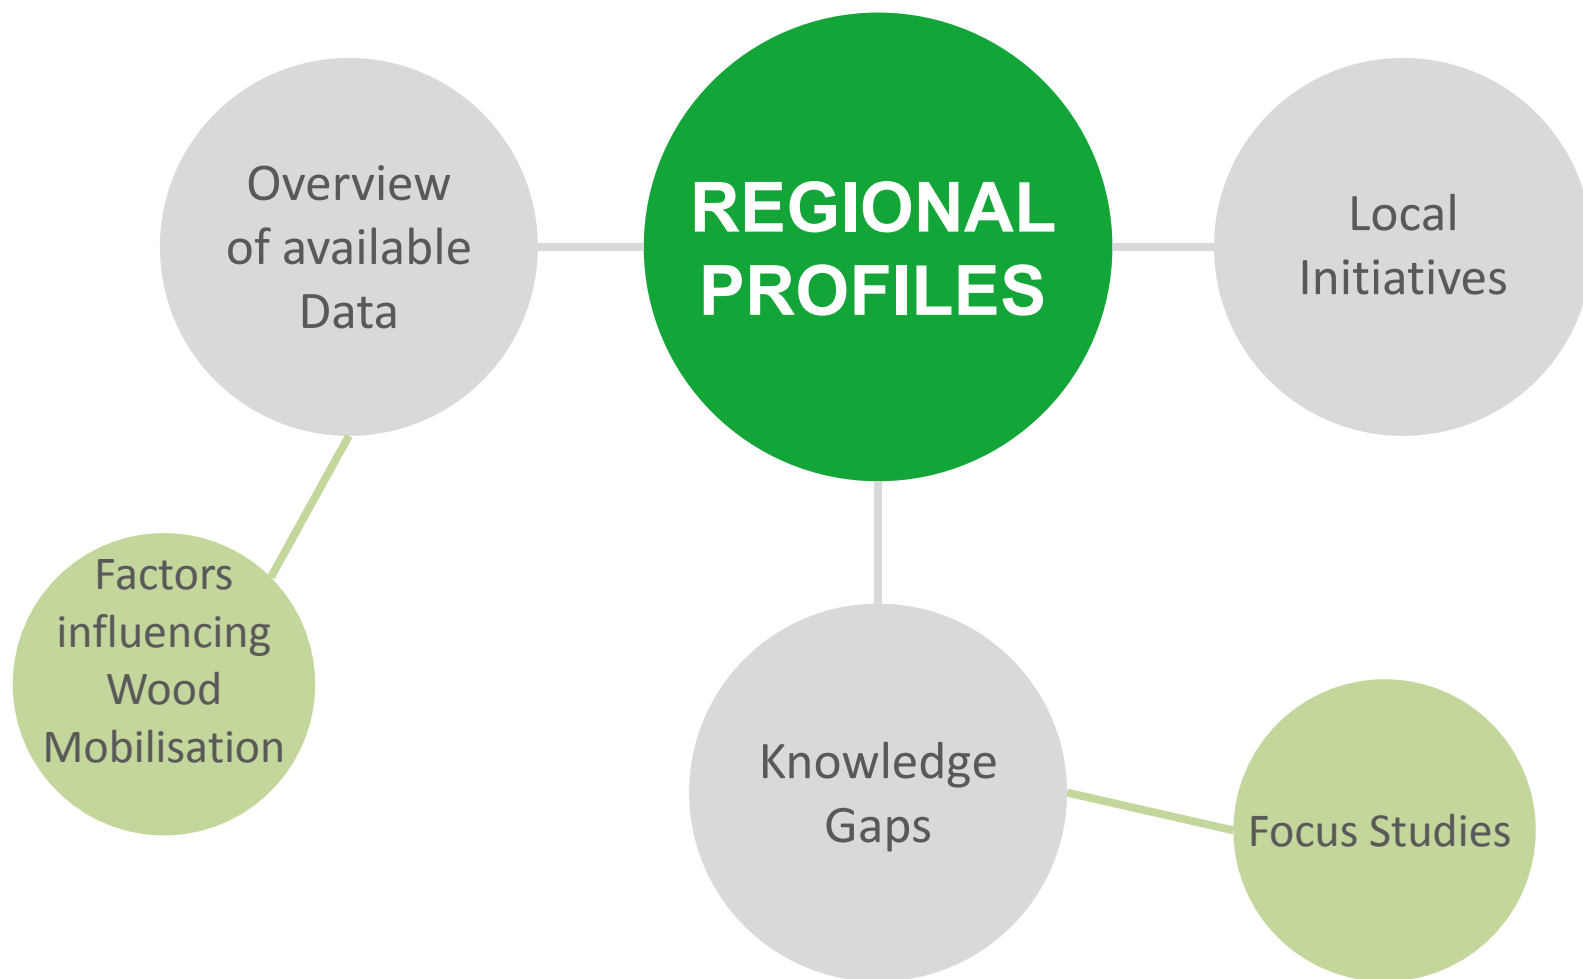 Overview
of available
Data
REGIONAL
PROFILES
Local
Initiatives
Factors
influencing
Wood
Mobilisation
Knowledge
Gaps
Focus Studies